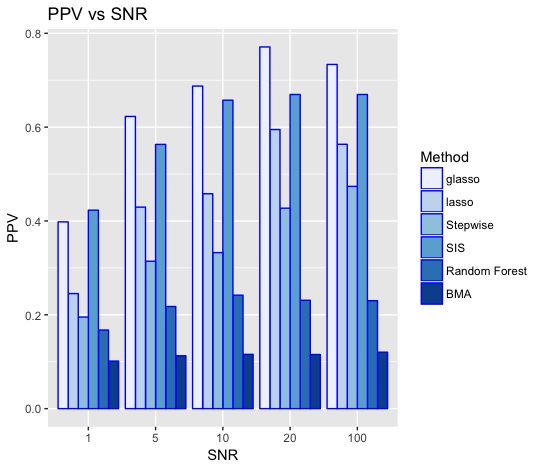 PPV vs SNR
0.8
0.6
0.4
0.2
0.0
PPV
1 5 10 20 100
SNR
Method
glasso
lasso
Stepwise
SIS
Random Forest
BMA